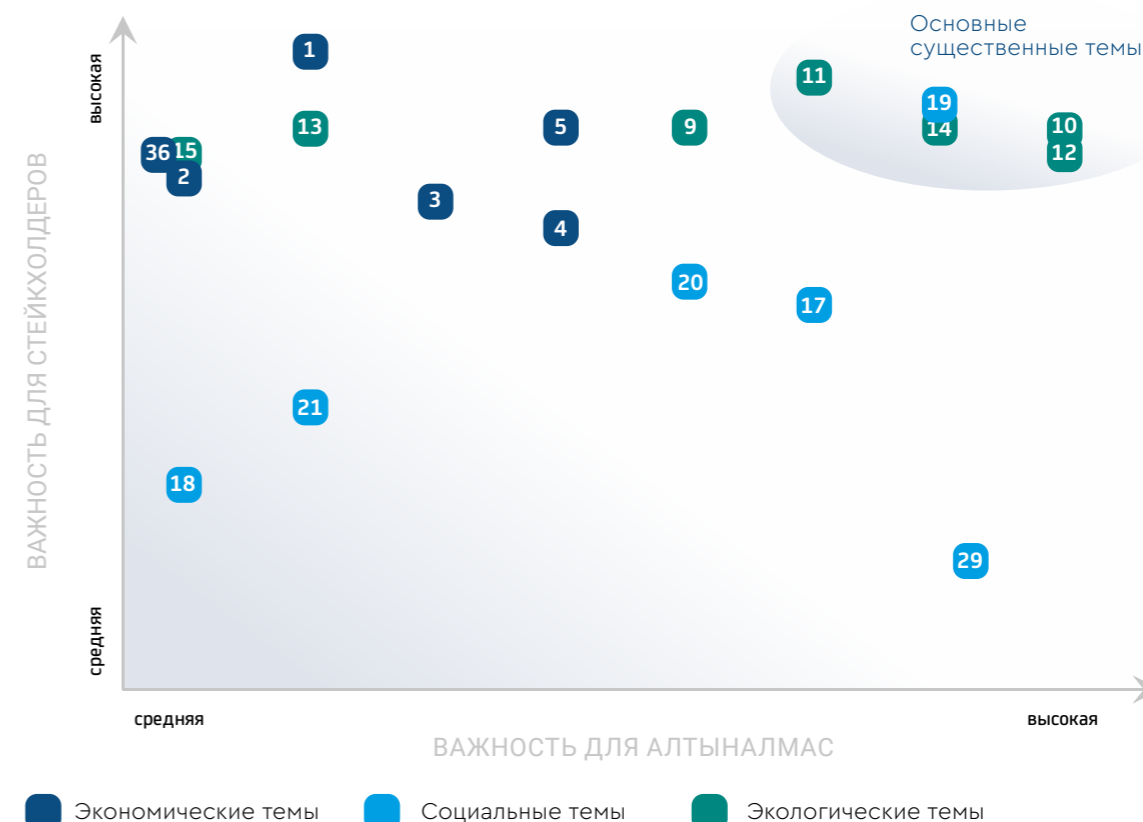 Основные
существенные темы
высокая
ВАЖНОСТЬ ДЛЯ СТЕЙКХОЛДЕРОВ
средняя
1
11
19
13
5
9
14
10
36
15
12
2
3
4
20
17
21
18
29
средняя
высокая
ВАЖНОСТЬ ДЛЯ АЛТЫНАЛМАС
Экономические темы
Социальные темы
Экологические темы